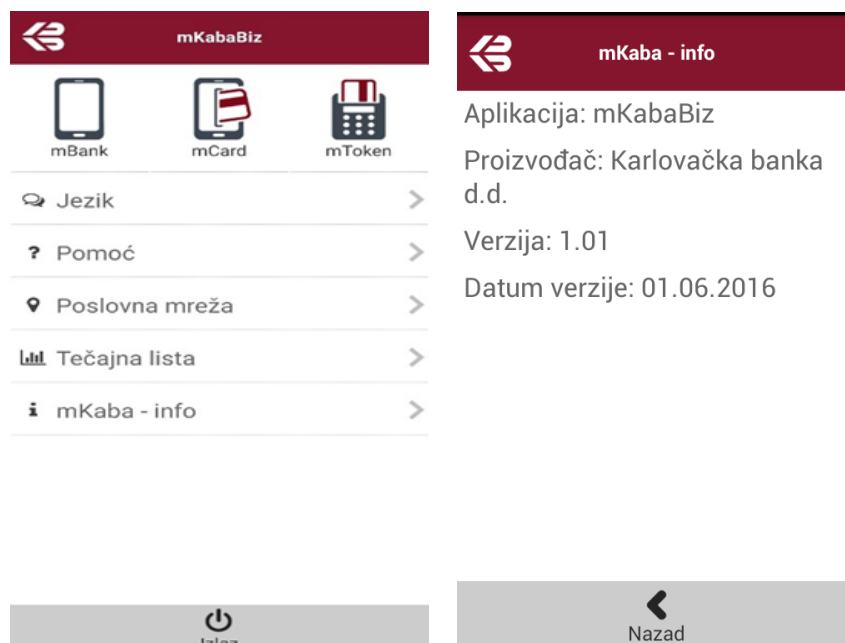 mKabaBiz
mBank mCard mToken
Jezik
? Pomoć
Poslovna mreža
Tečajna lista
i mKaba - info
Izlaz
mKaba - info
Aplikacija: mKabaBiz
Proizvođač: Karlovačka banka
d.d.
Verzija: 1.01
Datum verzije: 01.06.2016
Nazad